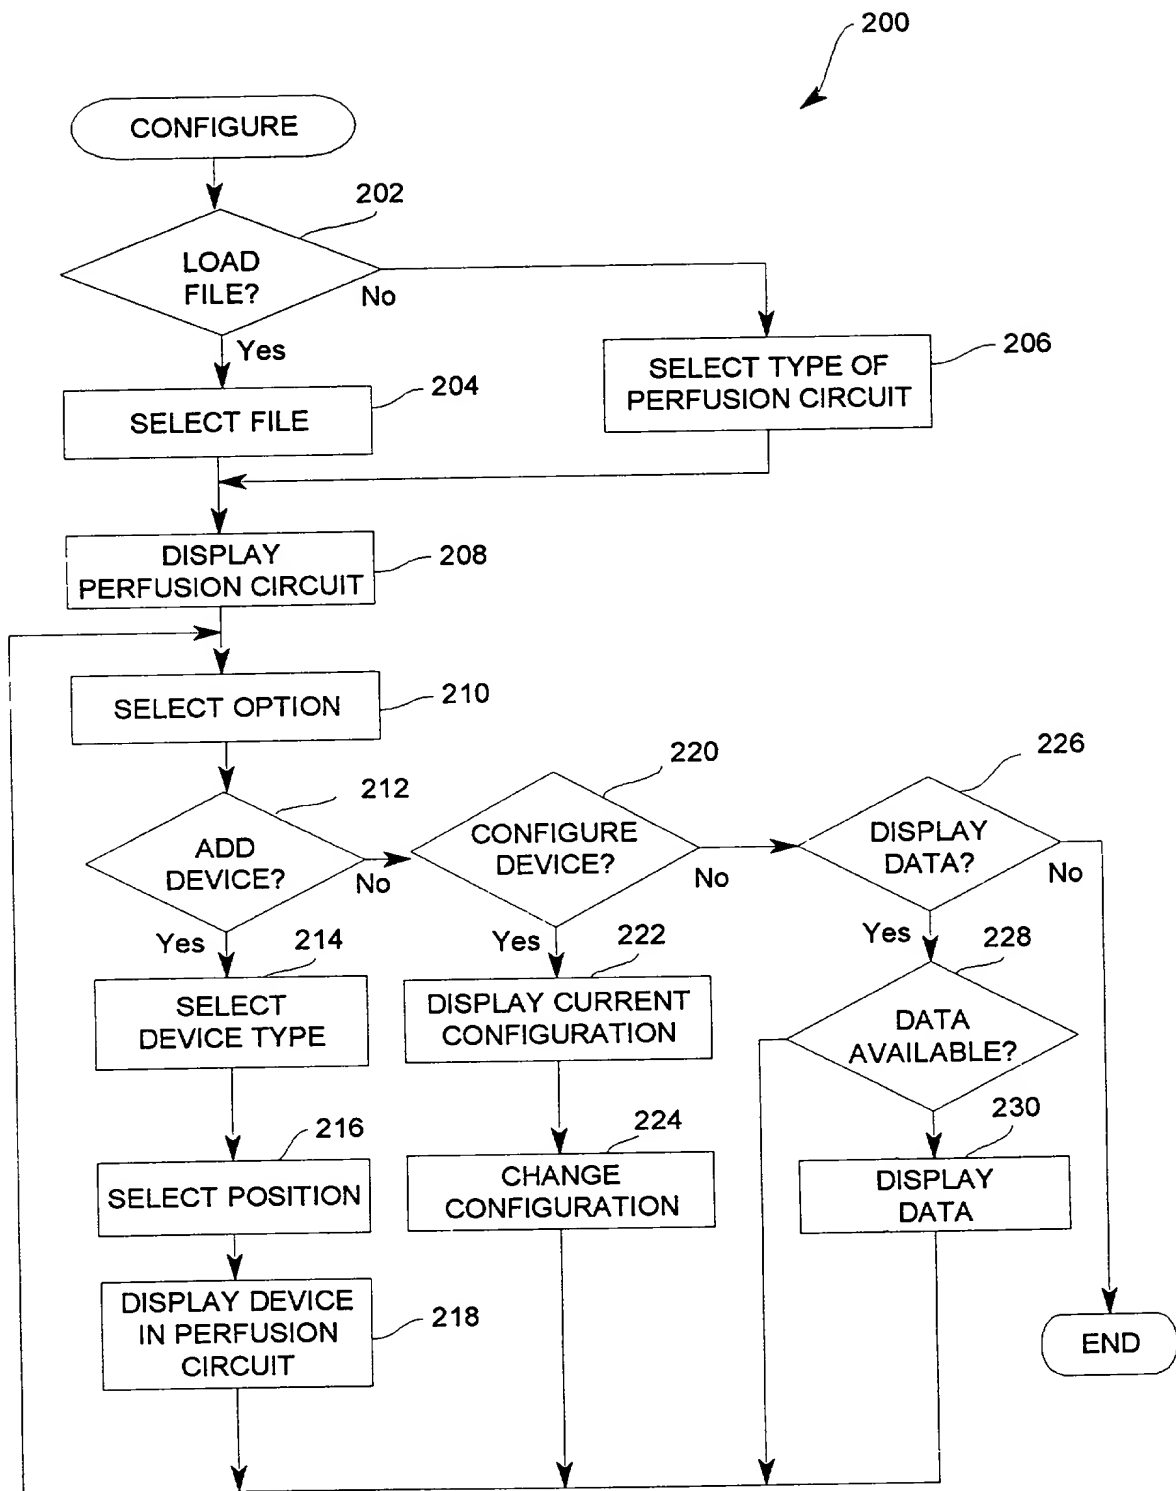 200
CONFIGURE
202
LOAD
FILE?
No
Yes
206
SELECT TYPE OF
PERFUSION CIRCUIT
204
SELECT FILE
DISPLAY
PERFUSION CIRCUIT
208
SELECT OPTION
210
212
ADD
DEVICE?
No
Yes
220
CONFIGURE
DEVICE?
No
Yes
226
DISPLAY
DATA?
No
Yes
214
SELECT
DEVICE TYPE
222
DISPLAY CURRENT
CONFIGURATION
228
DATA
AVAILABLE?
216
SELECT POSITION
224
CHANGE
CONFIGURATION
230
DISPLAY
DATA
DISPLAY DEVICE
IN PERFUSION
CIRCUIT
218
END